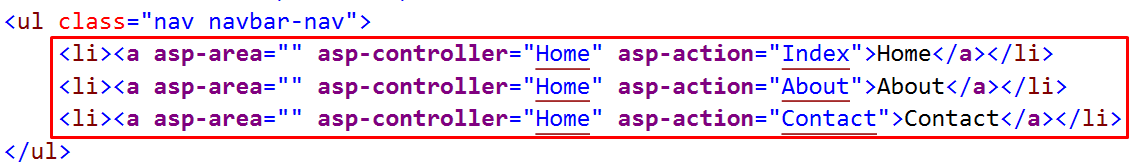 <ul class="nav navbar-nav">
<li><a asp-area="" asp-controller="Home" asp-action="Index">Home</a></li>
<li><a asp-area="" asp-controller="Home" asp-action="About">About</a></li>
<li><a asp-area="" asp-controller="Home" asp-action="Contact">Contact</a></li>
</ul>